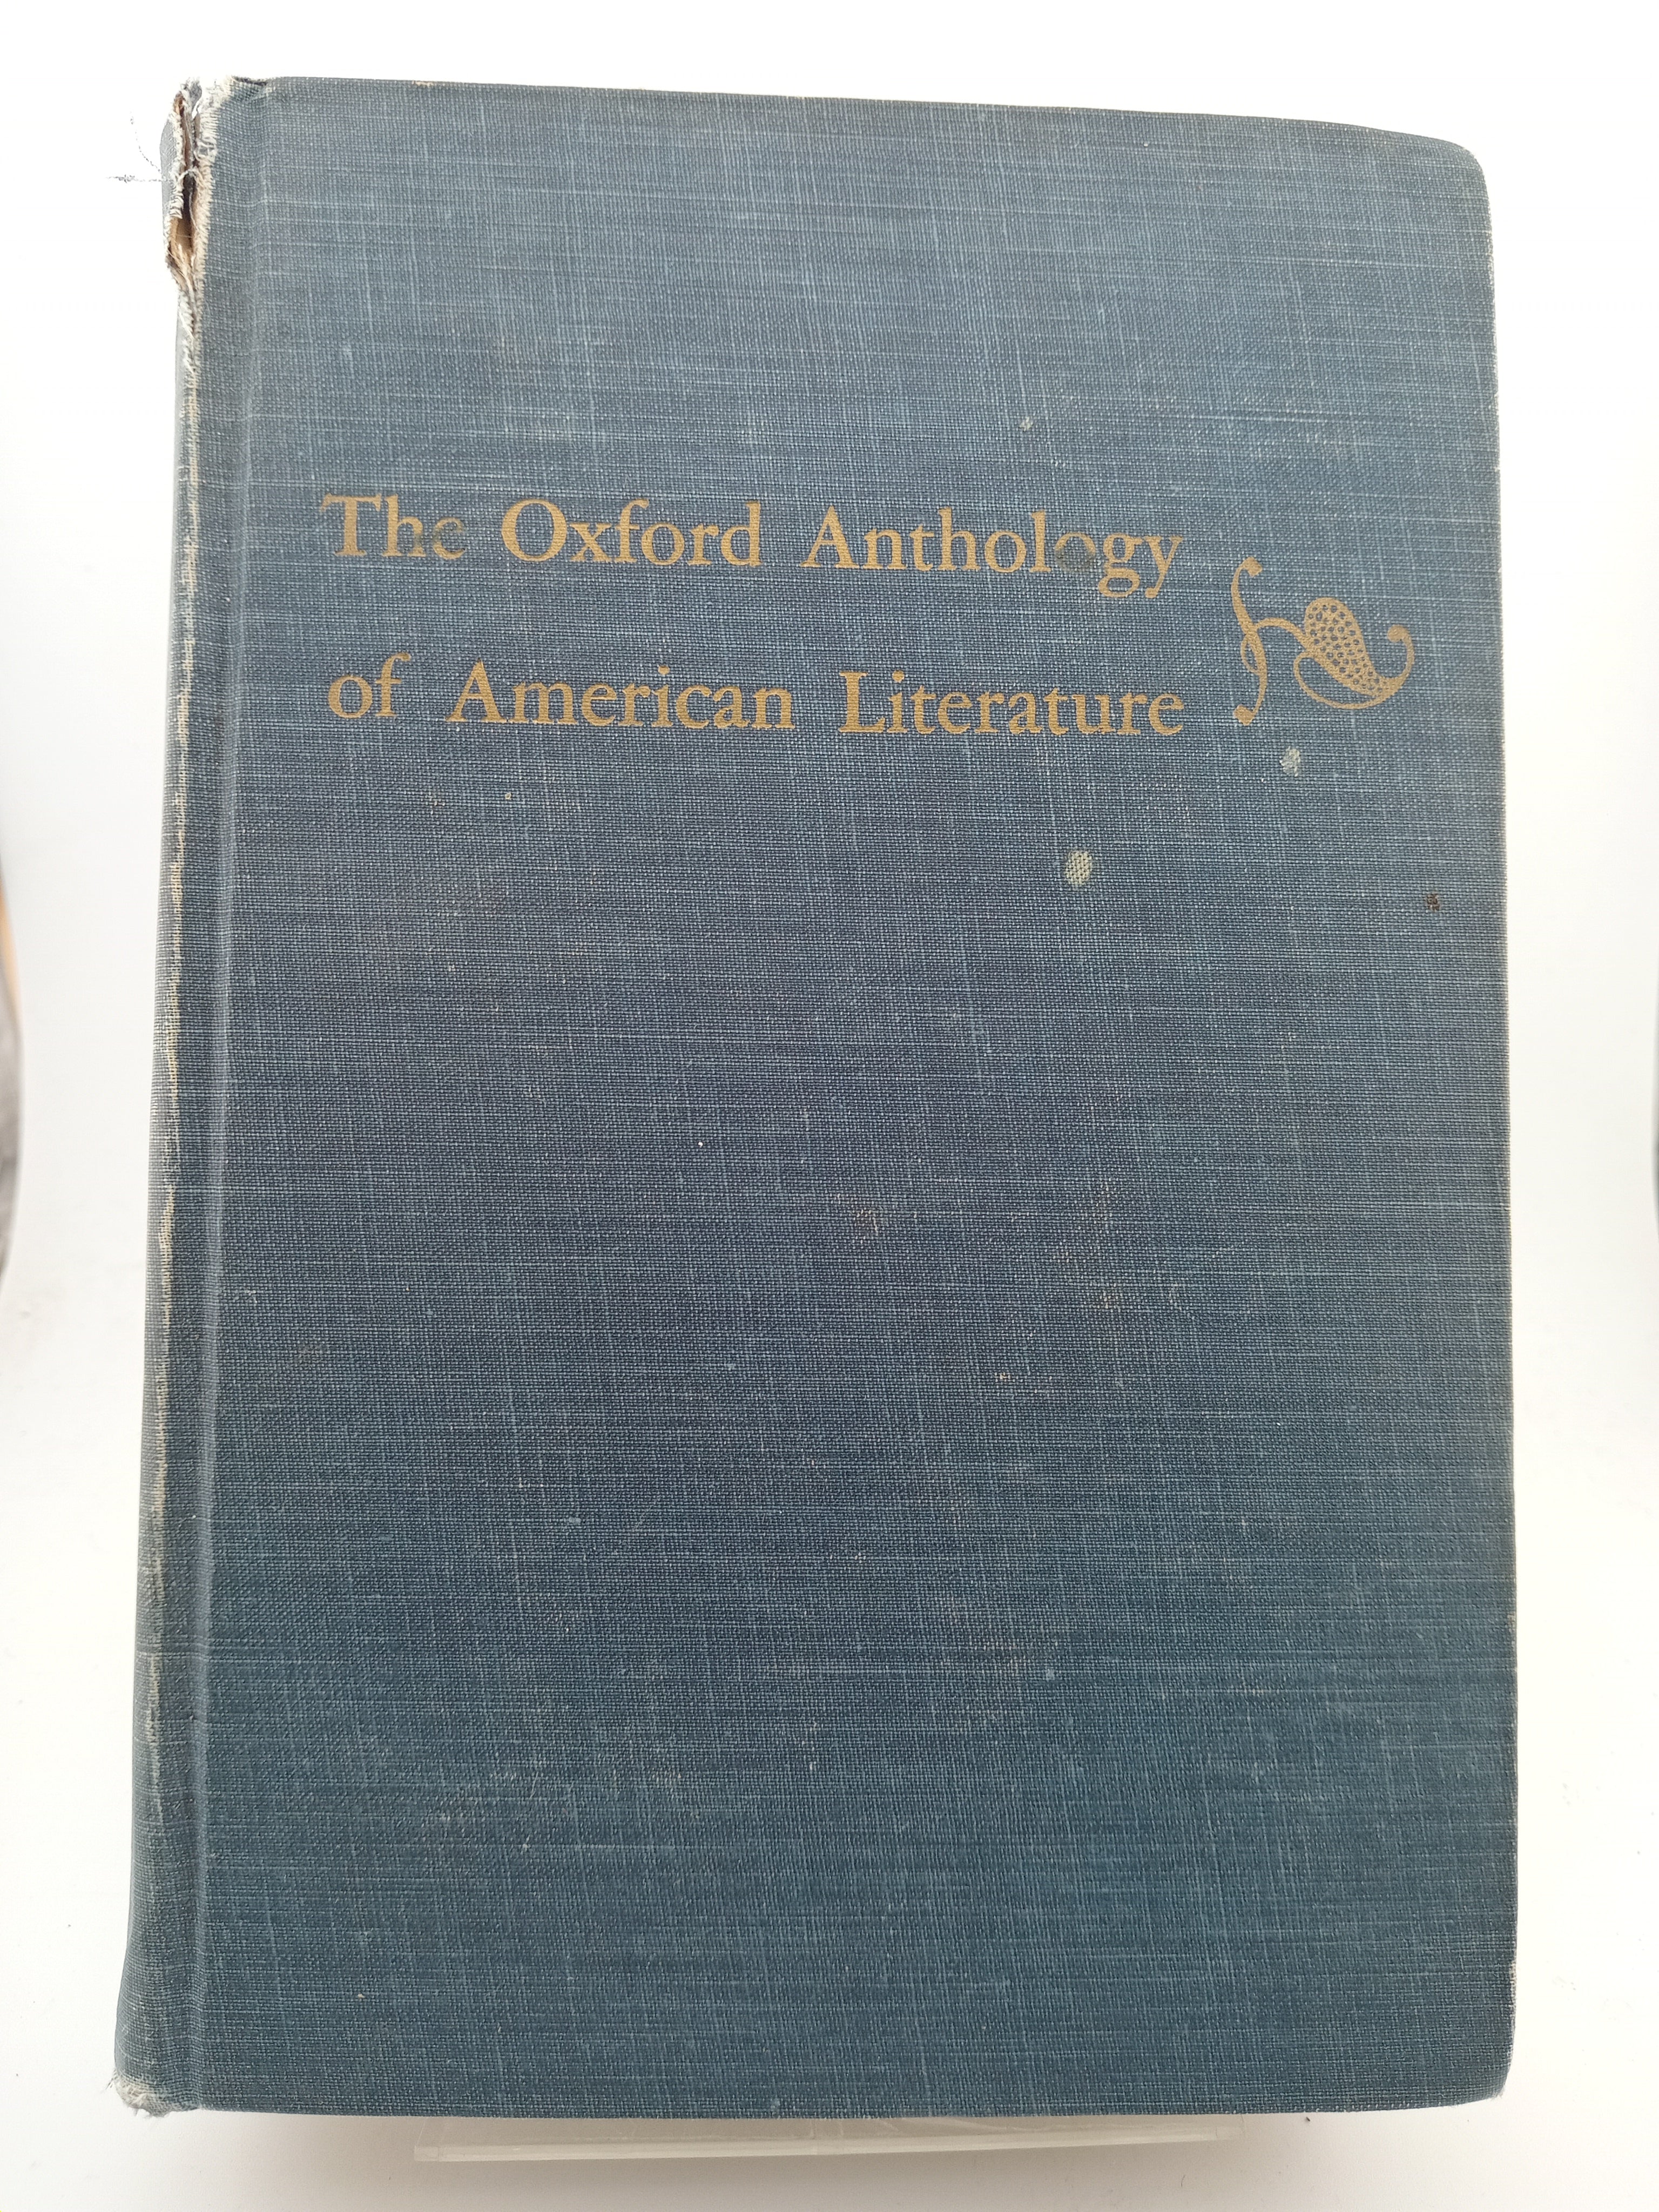 The Oxford Anthology
of American Literature